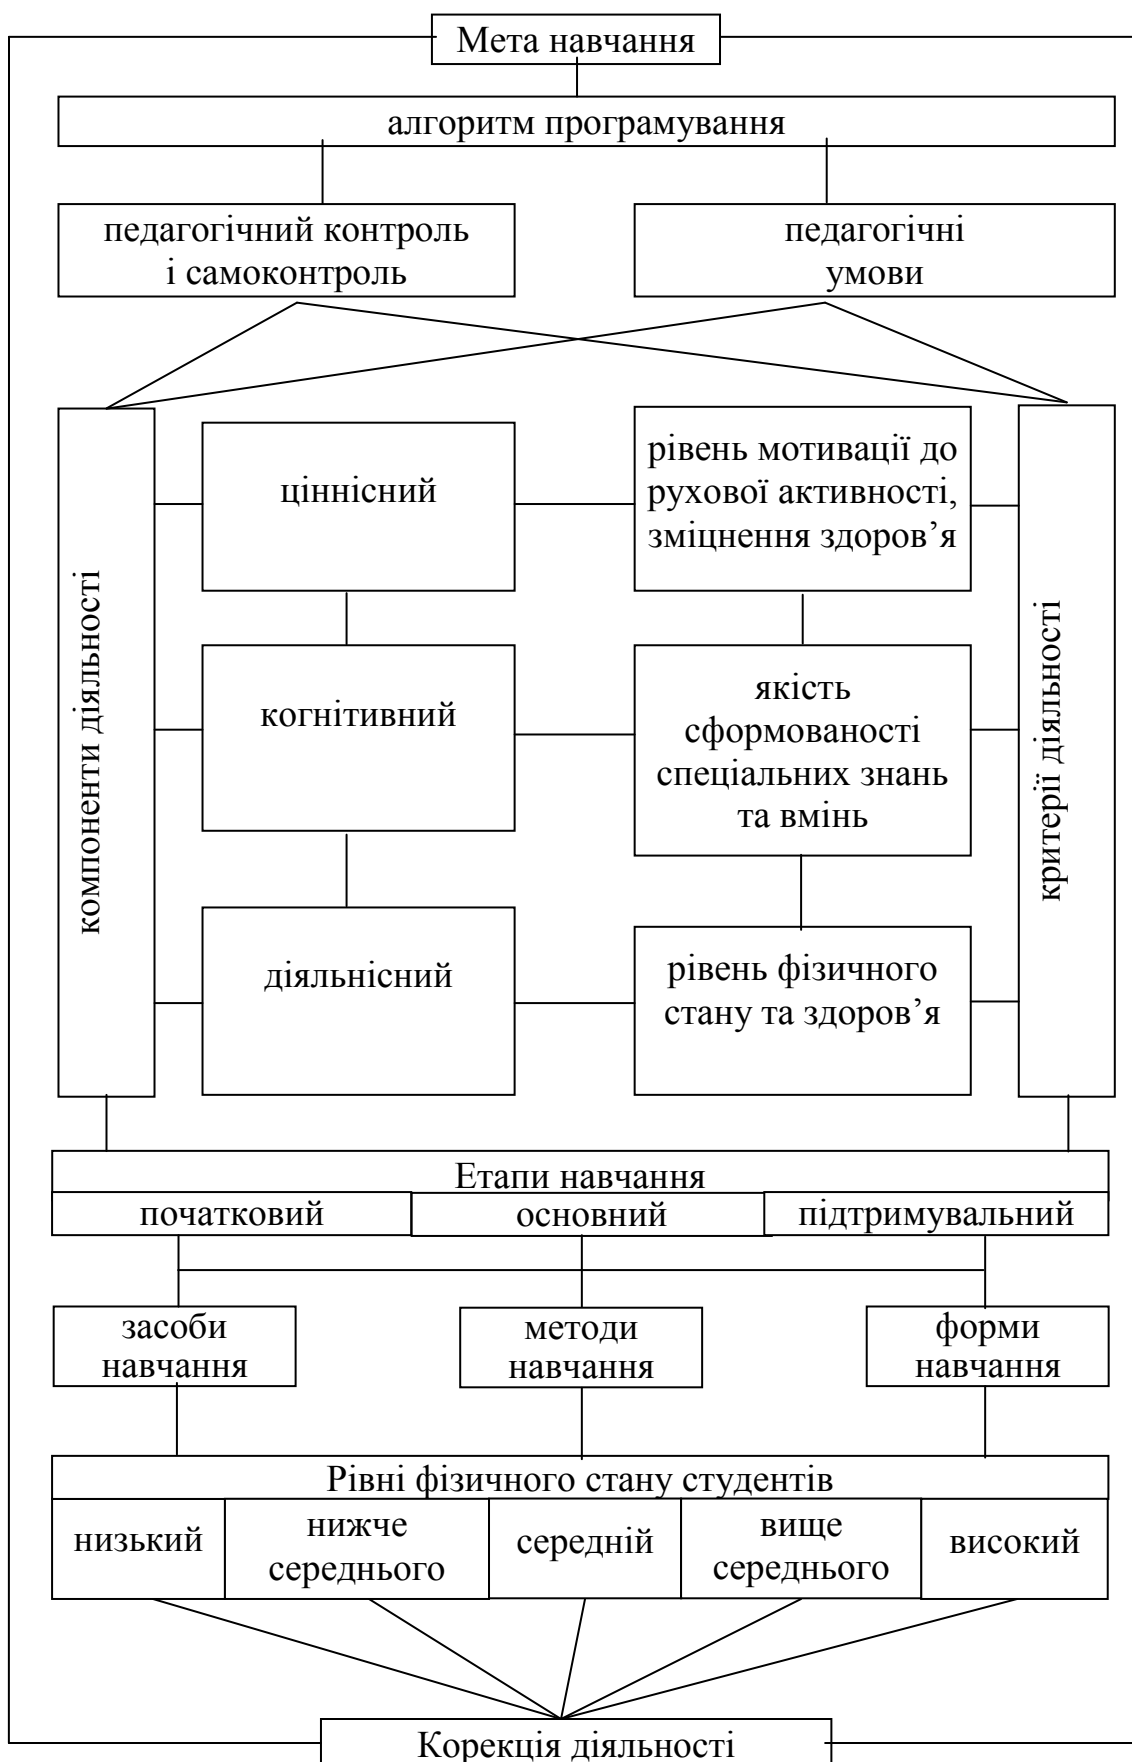 Мета навчання
алгоритм програмування
педагогічний контроль
і самоконтроль
педагогічні
умови
компоненти діяльності
ціннісний
рівень мотивації до
рухової активності,
зміцнення здоров’я
критерії діяльності
когнітивний
якість
сформованості
спеціальних знань
та вмінь
діяльнісний
рівень фізичного
стану та здоров’я
Етапи навчання
початковий
основний
підтримувальний
засоби
навчання
методи
навчання
форми
навчання
Рівні фізичного стану студентів
низький
нижче
середнього
середній
вище
середнього
високий
Корекція діяльності